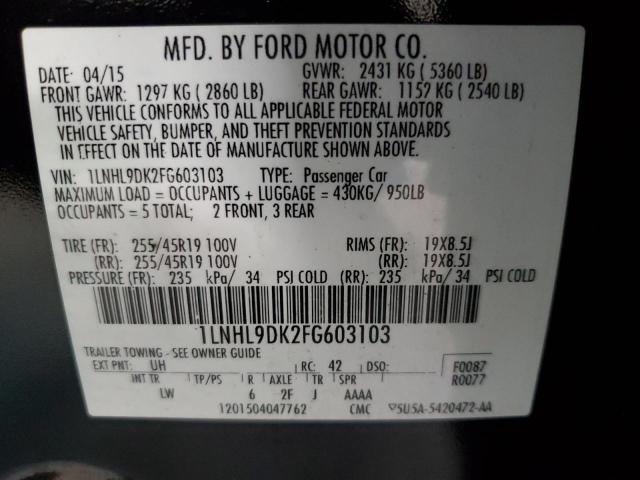 MFD. BY FORD MOTOR CO.
DATE: 04/15 GVWR: 2431 KG ( 5360 LB)
FRONT GAWR: 1297 KG ( 2860 LB) REAR GAWR: 1152 KG ( 2540 LB)
THIS VEHICLE CONFORMS TO ALL APPLICABLE FEDERAL MOTOR
VEHICLE SAFETY, BUMPER, AND THEFT PREVENTION STANDARDS
IN EFFECT ON THE DATE OF MANUFACTURE SHOWN ABOVE.
VIN: 1LNHL9DK2FG603103 TYPE: Passenger Car
MAXIMUM LOAD = OCCUPANTS + LUGGAGE = 430KG/ 950LB
OCCUPANTS = 5 TOTAL; 2 FRONT, 3 REAR
TIRE (FR): 255/45R19 100V RIMS (FR): 19X8.5J
(RR): 255/45R19 100V (RR): 19X8.5J
PRESSURE (FR): 235 kPa/ 34 PSI COLD (RR): 235 kPa/ 34 PSI COLD
1LNHL9DK2FG603103
TRAILER TOWING - SEE OWNER GUIDE
EXT PNT: UH RC: 42 DSO: F0087
R0077
INT TR TP/PS R AXLE TR SPR
LW 6 2F J AAAA
1201504047762 CMC 5U5A-5420472-AA